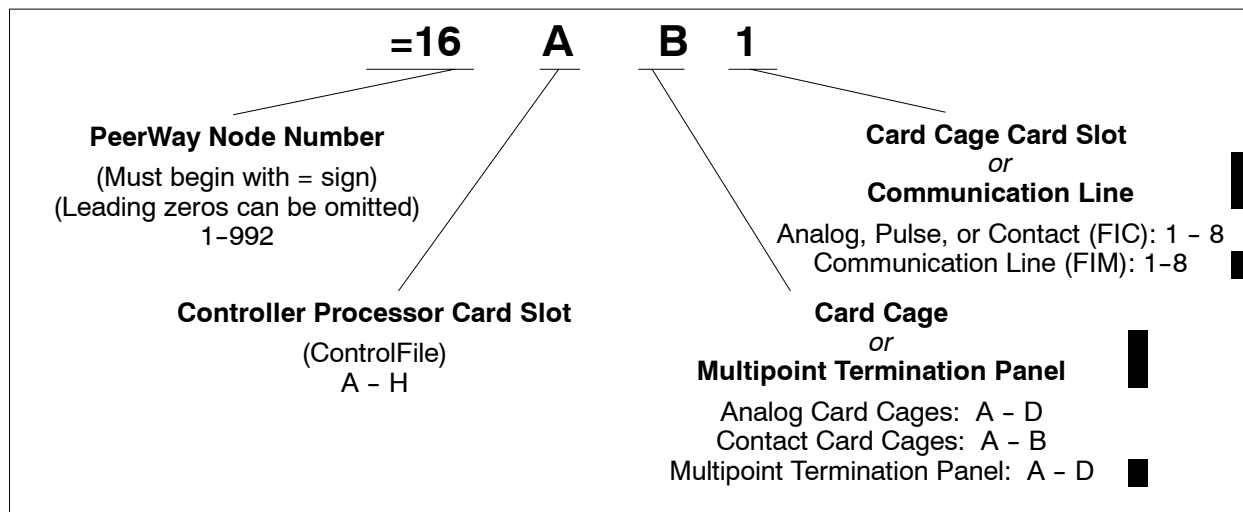 =16 A B 1
PeerWay Node Number
(Must begin with = sign)
(Leading zeros can be omitted)
1–992
Card Cage Card Slot
or
Communication Line
Analog, Pulse, or Contact (FIC): 1 – 8
Communication Line (FIM): 1–8
Controller Processor Card Slot
(ControlFile)
A – H
Card Cage
or
Multipoint Termination Panel
Analog Card Cages: A – D
Contact Card Cages: A – B
Multipoint Termination Panel: A – D